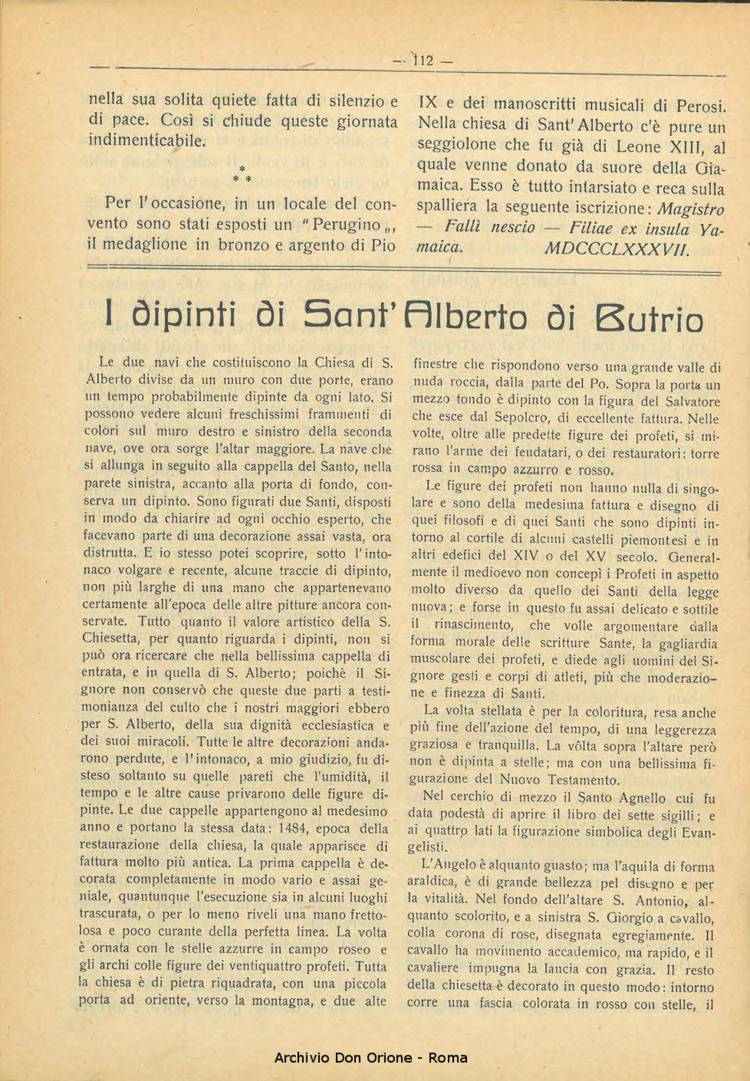 — 112 —
nella sua solita quiete fatta di silenzio e
di pace. Così si chiude queste giornata
indimenticabile.
*
* *
Per l'occasione, in un locale del con-
vento sono stati esposti un "Perugino„,
il medaglione in bronzo e argento di Pio
IX e dei manoscritti musicali di Perosi.
Nella chiesa di Sant'Alberto c'è pure un
seggiolone che fu già di Leone XIII, al
quale venne donato da suore della Gia-
maica. Esso è tutto intarsiato e reca sulla
spalliera la seguente iscrizione: Magistro
— Falli nescio — Filiae ex insula Ya-
maica. MDCCCLXXXVII.
I dipinti di Sant'Alberto di Butrio
Le due navi che costituiscono la Chiesa di S.
Alberto divise da un muro con due porte, erano
un tempo probabilmente dipinte da ogni lato. Si
possono vedere alcuni freschissimi frammenti di
colori sul muro destro e sinistro della seconda
nave, ove ora sorge l'altar maggiore. La nave che
si allunga in seguito alla cappella del Santo, nella
parete sinistra, accanto alla porta di fondo, con-
serva un dipinto. Sono figurati due Santi, disposti
in modo da chiarire ad ogni occhio esperto, che
facevano parte di una decorazione assai vasta, ora
distrutta. E io stesso potei scoprire, sotto l'into-
naco volgare e recente, alcune traccie di dipinto,
non più larghe di una mano che appartenevano
certamente all'epoca delle altre pitture ancora con-
servate. Tutto quanto il valore artistico della S.
Chiesetta, per quanto riguarda i dipinti, non si
può ora ricercare che nella bellissima cappella di
entrata, e in quella di S. Alberto; poichè il Si-
gnore non conservò che queste due parti a testi-
monianza del culto che i nostri maggiori ebbero
per S. Alberto, della sua dignità ecclesiastica e
dei suoi miracoli. Tutte le altre decorazioni anda-
rono perdute, e l'intonaco, a mio giudizio, fu di-
steso soltanto su quelle pareti che l'umidità, il
tempo e le altre cause privarono delle figure di-
pinte. Le due cappelle appartengono al medesimo
anno e portano la stessa data: 1484, epoca della
restaurazione della chiesa, la quale apparisce di
fattura molto più antica. La prima cappella è de-
corata completamente in modo vario e assai ge-
niale, quantunque l'esecuzione sia in alcuni luoghi
trascurata, o per lo meno riveli una mano fretto-
losa e poco curante della perfetta linea. La volta
è ornata con le stelle azzurre in campo roseo e
gli archi colle figure dei ventiquattro profeti. Tutta
la chiesa è di pietra riquadrata, con una piccola
porta ad oriente, verso la montagna, e due alte
finestre che rispondono verso una grande valle di
nuda roccia, dalla parte del Po. Sopra la porta un
mezzo tondo è dipinto con la figura del Salvatore
che esce dal Sepolcro, di eccellente fattura. Nelle
volte, oltre alle predette figure dei profeti, si mi-
rano l'arme dei feudatari, o dei restauratori: torre
rossa in campo azzurro e rosso.
Le figure dei profeti non hanno nulla di singo-
lare e sono della medesima fattura e disegno di
quei filosofi e di quei Santi che sono dipinti in-
torno al cortile di alcuni castelli piemontesi e in
altri edefici del XIV o del XV secolo. General-
mente il medioevo non concepì i Profeti in aspetto
molto diverso da quello dei Santi della legge
nuova; e forse in questo fu assai delicato e sottile
il rinascimento, che volle argomentare dalla
forma morale delle scritture Sante, la gagliardia
muscolare dei profeti, e diede agli uomini del Si-
gnore gesti e corpi di atleti, più che moderazio-
ne e finezza di Santi.
La volta stellata è per la coloritura, resa anche
più fine dell'azione del tempo, di una leggerezza
graziosa e tranquilla. La vôlta sopra l'altare però
non è dipinta a stelle; ma con una bellissima fi-
gurazione del Nuovo Testamento.
Nel cerchio di mezzo il Santo Agnello cui fu
data podestà di aprire il libro dei sette sigilli; e
ai quattro lati la figurazione simbolica degli Evan-
gelisti.
L'Angelo è alquanto guasto; ma l'aquila di forma
araldica, è di grande bellezza pel disegno e per
la vitalità. Nel fondo dell'altare S. Antonio, al-
quanto scolorito, e a sinistra S. Giorgio a cavallo,
colla corona di rose, disegnata egregiamente. Il
cavallo ha movimento accademico, ma rapido, e il
cavaliere impugna la lancia con grazia. Il resto
della chiesetta è decorato in questo modo: intorno
corre una fascia colorata in rosso con stelle, il
Archivio Don Orione - Roma